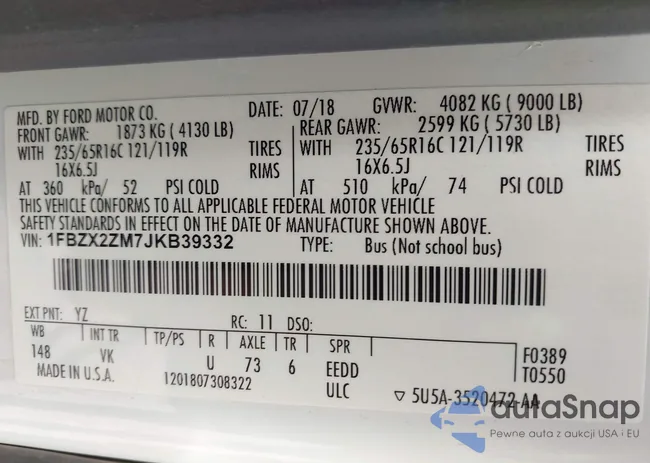 MFD. BY FORD MOTOR CO. DATE: 07/18 GVWR: 4082 KG ( 9000 LB)
FRONT GAWR: 1873 KG ( 4130 LB) REAR GAWR: 2599 KG ( 5730 LB)
WITH 235/65R16C 121/119R TIRES WITH 235/65R16C 121/119R TIRES
16X6.5J RIMS 16X6.5J RIMS
AT 360 kPa/ 52 PSI COLD AT 510 kPa/ 74 PSI COLD
THIS VEHICLE CONFORMS TO ALL APPLICABLE FEDERAL MOTOR VEHICLE
SAFETY STANDARDS IN EFFECT ON THE DATE OF MANUFACTURE SHOWN ABOVE.
VIN: 1FBZX2ZM7JKB39332 TYPE: Bus (Not school bus)
EXT PNT: YZ RC: 11 DSO:
WB INT TR TP/PS R AXLE TR SPR F0389
148 VK U 73 6 EEDD T0550
MADE IN U.S.A. 1201807308322 ULC ▽ 5U5A-3520472-AA
autaSnap
Pewne auta z aukcji USA i EU